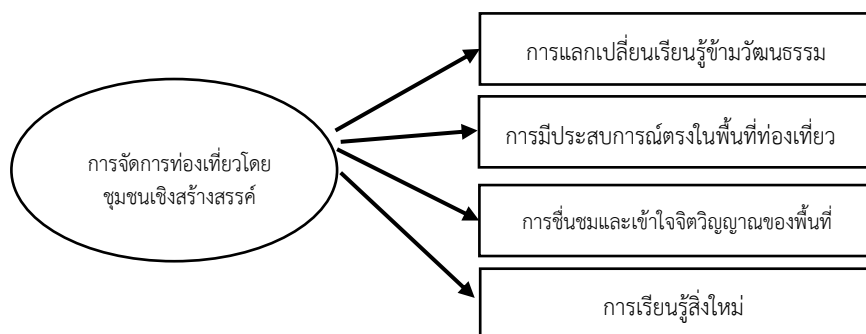 การแลกเปลี่ยนเรียนรู้ข้ามวัฒนธรรม
การมีประสบการณ์ตรงในพื้นที่ท่องเที่ยว
การจัดการท่องเที่ยวโดย
ชุมชนเชิงสร้างสรรค์
การชื่นชมและเข้าใจจิตวิญญาณของพื้นที่
การเรียนรู้สิ่งใหม่